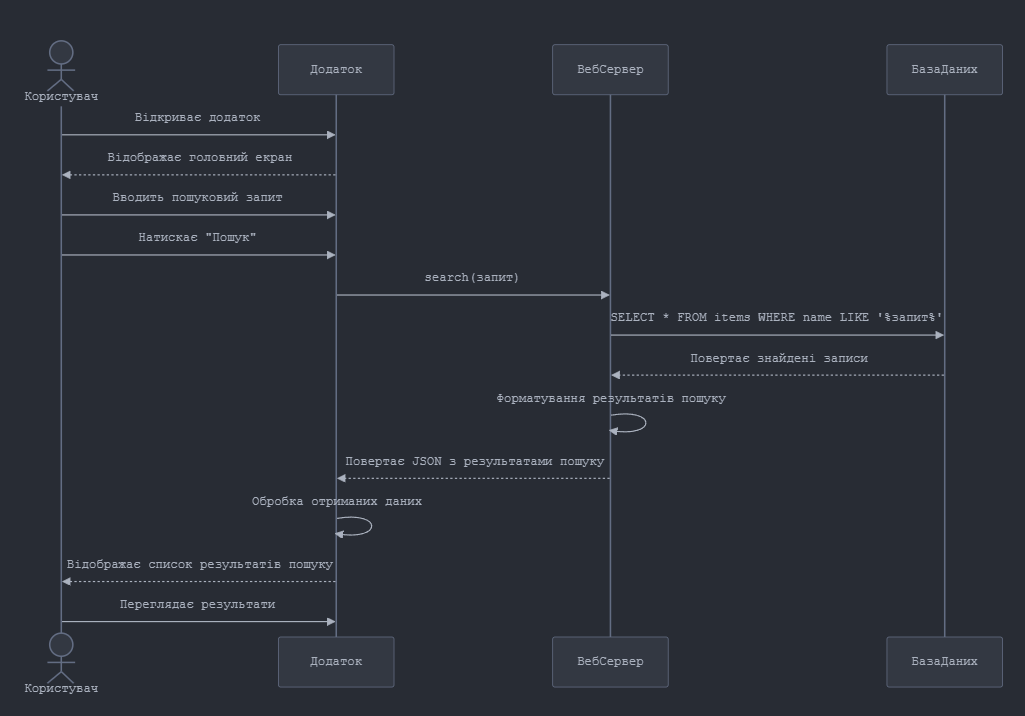 Користувач
Додаток
ВебСервер
БазаДаних
Відкриває додаток
Відображає головний екран
Вводить пошуковий запит
Натискає "Пошук"
search(запит)
SELECT * FROM items WHERE name LIKE '%запит%'
Повертає знайдені записи
Форматування результатів пошуку
Повертає JSON з результатами пошуку
Обробка отриманих даних
Відображає список результатів пошуку
Переглядає результати
Користувач
Додаток
ВебСервер
БазаДаних